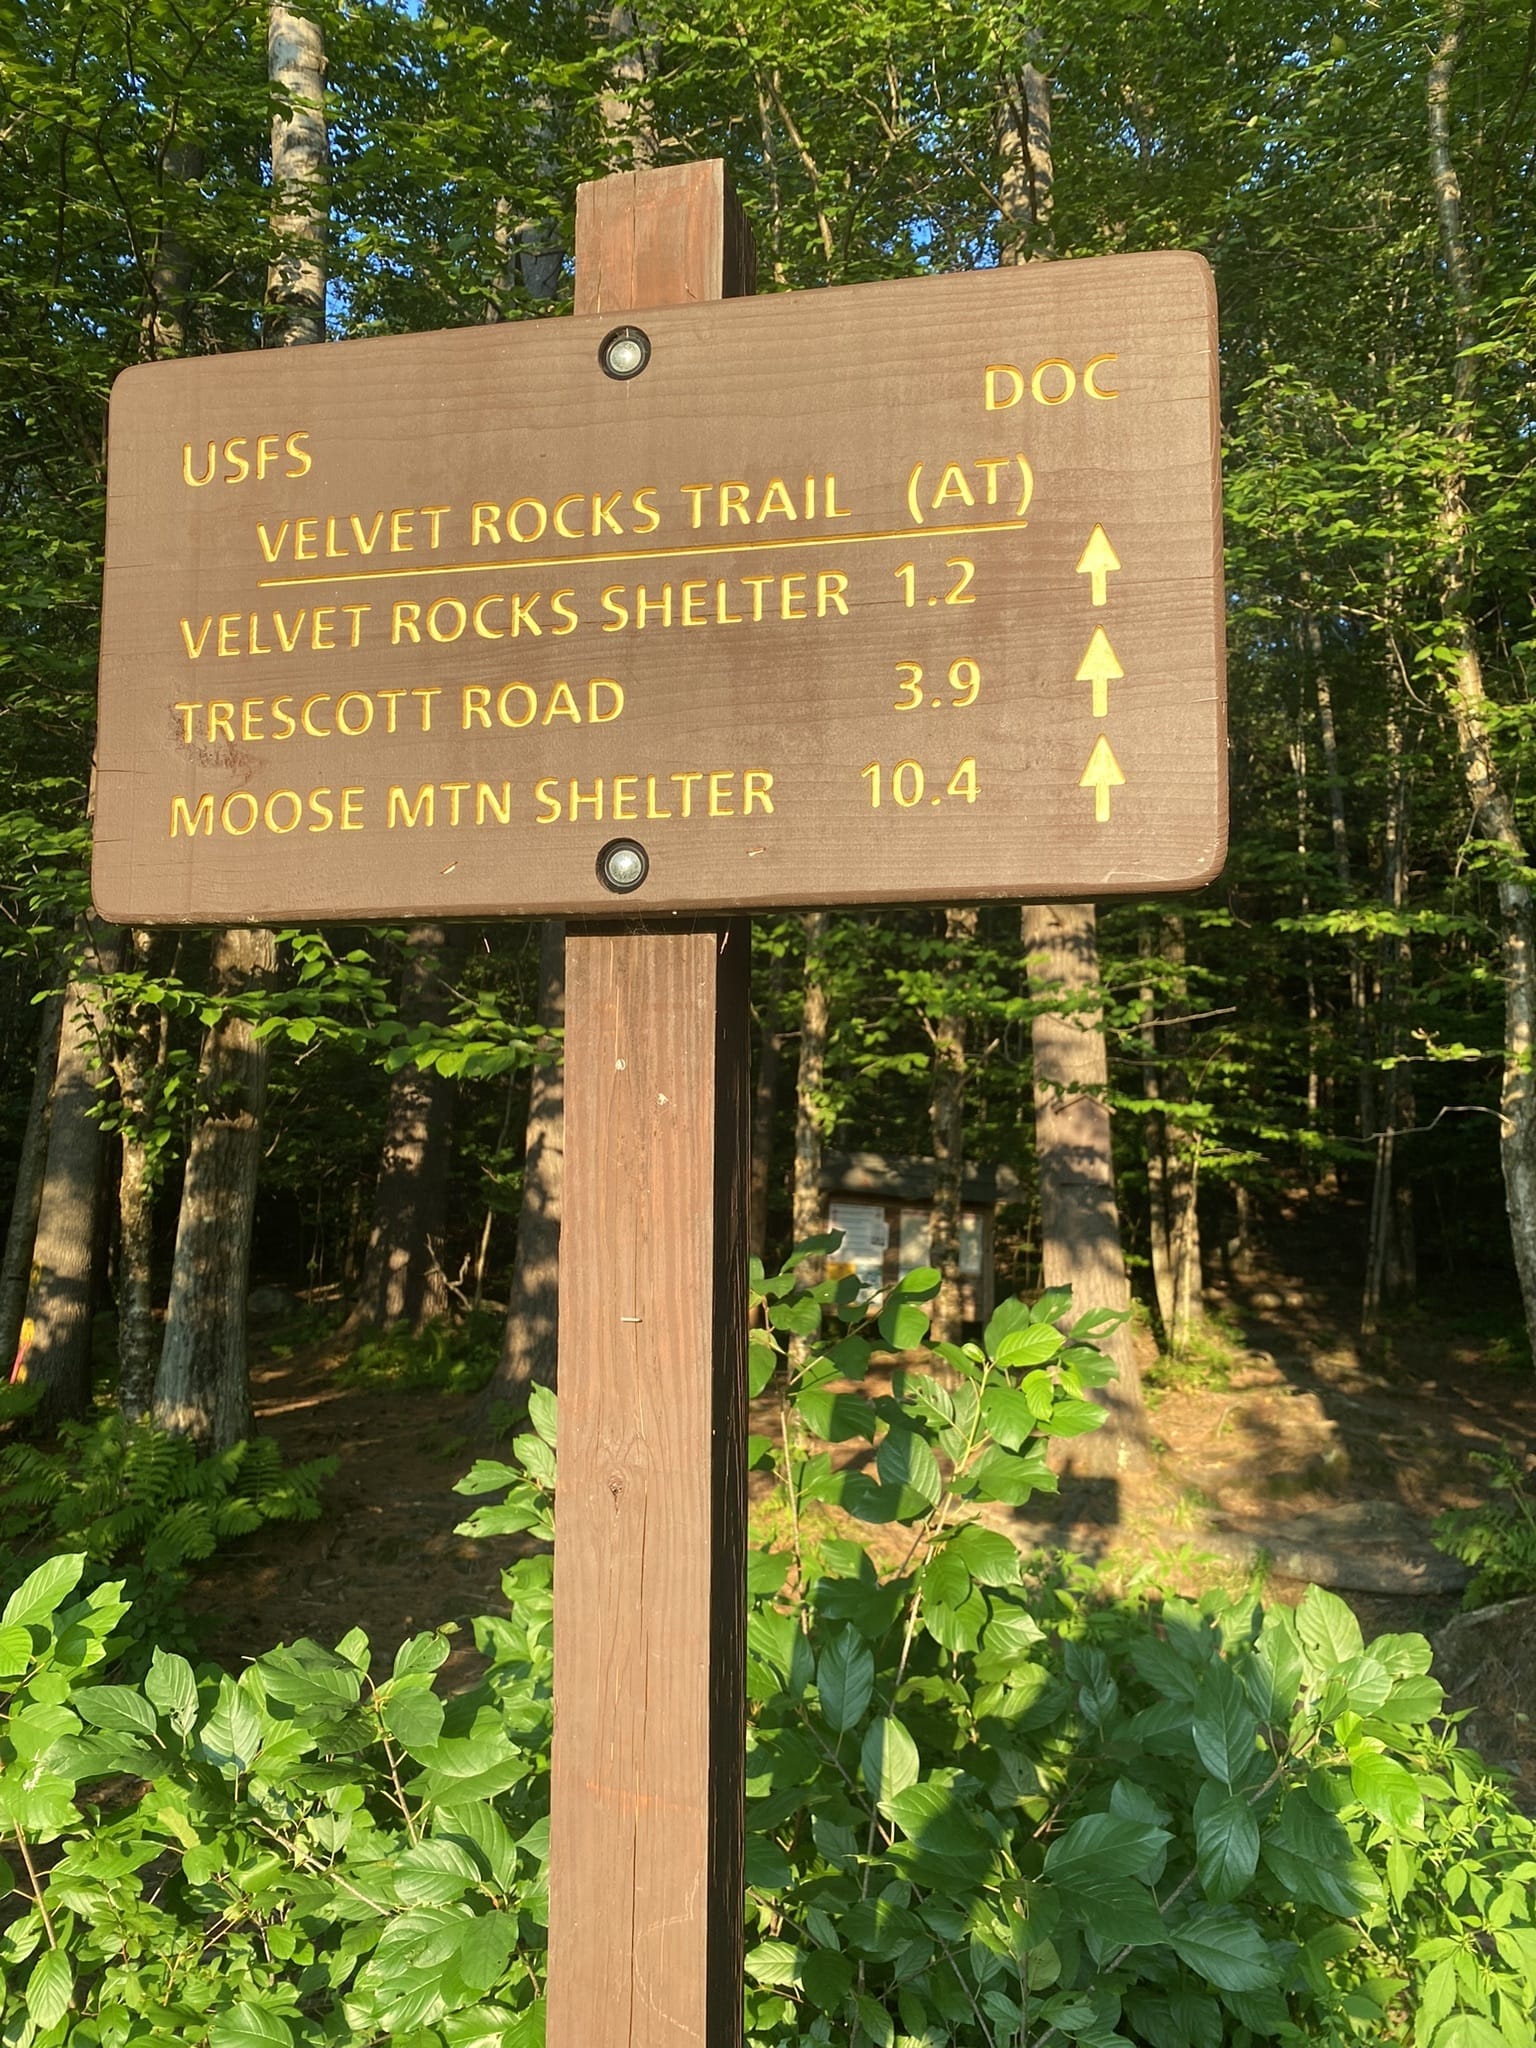 USFS DOC
VELVET ROCKS TRAIL (AT)
VELVET ROCKS SHELTER 1.2 ↑
TRESCOTT ROAD 3.9 ↑
MOOSE MTN SHELTER 10.4 ↑